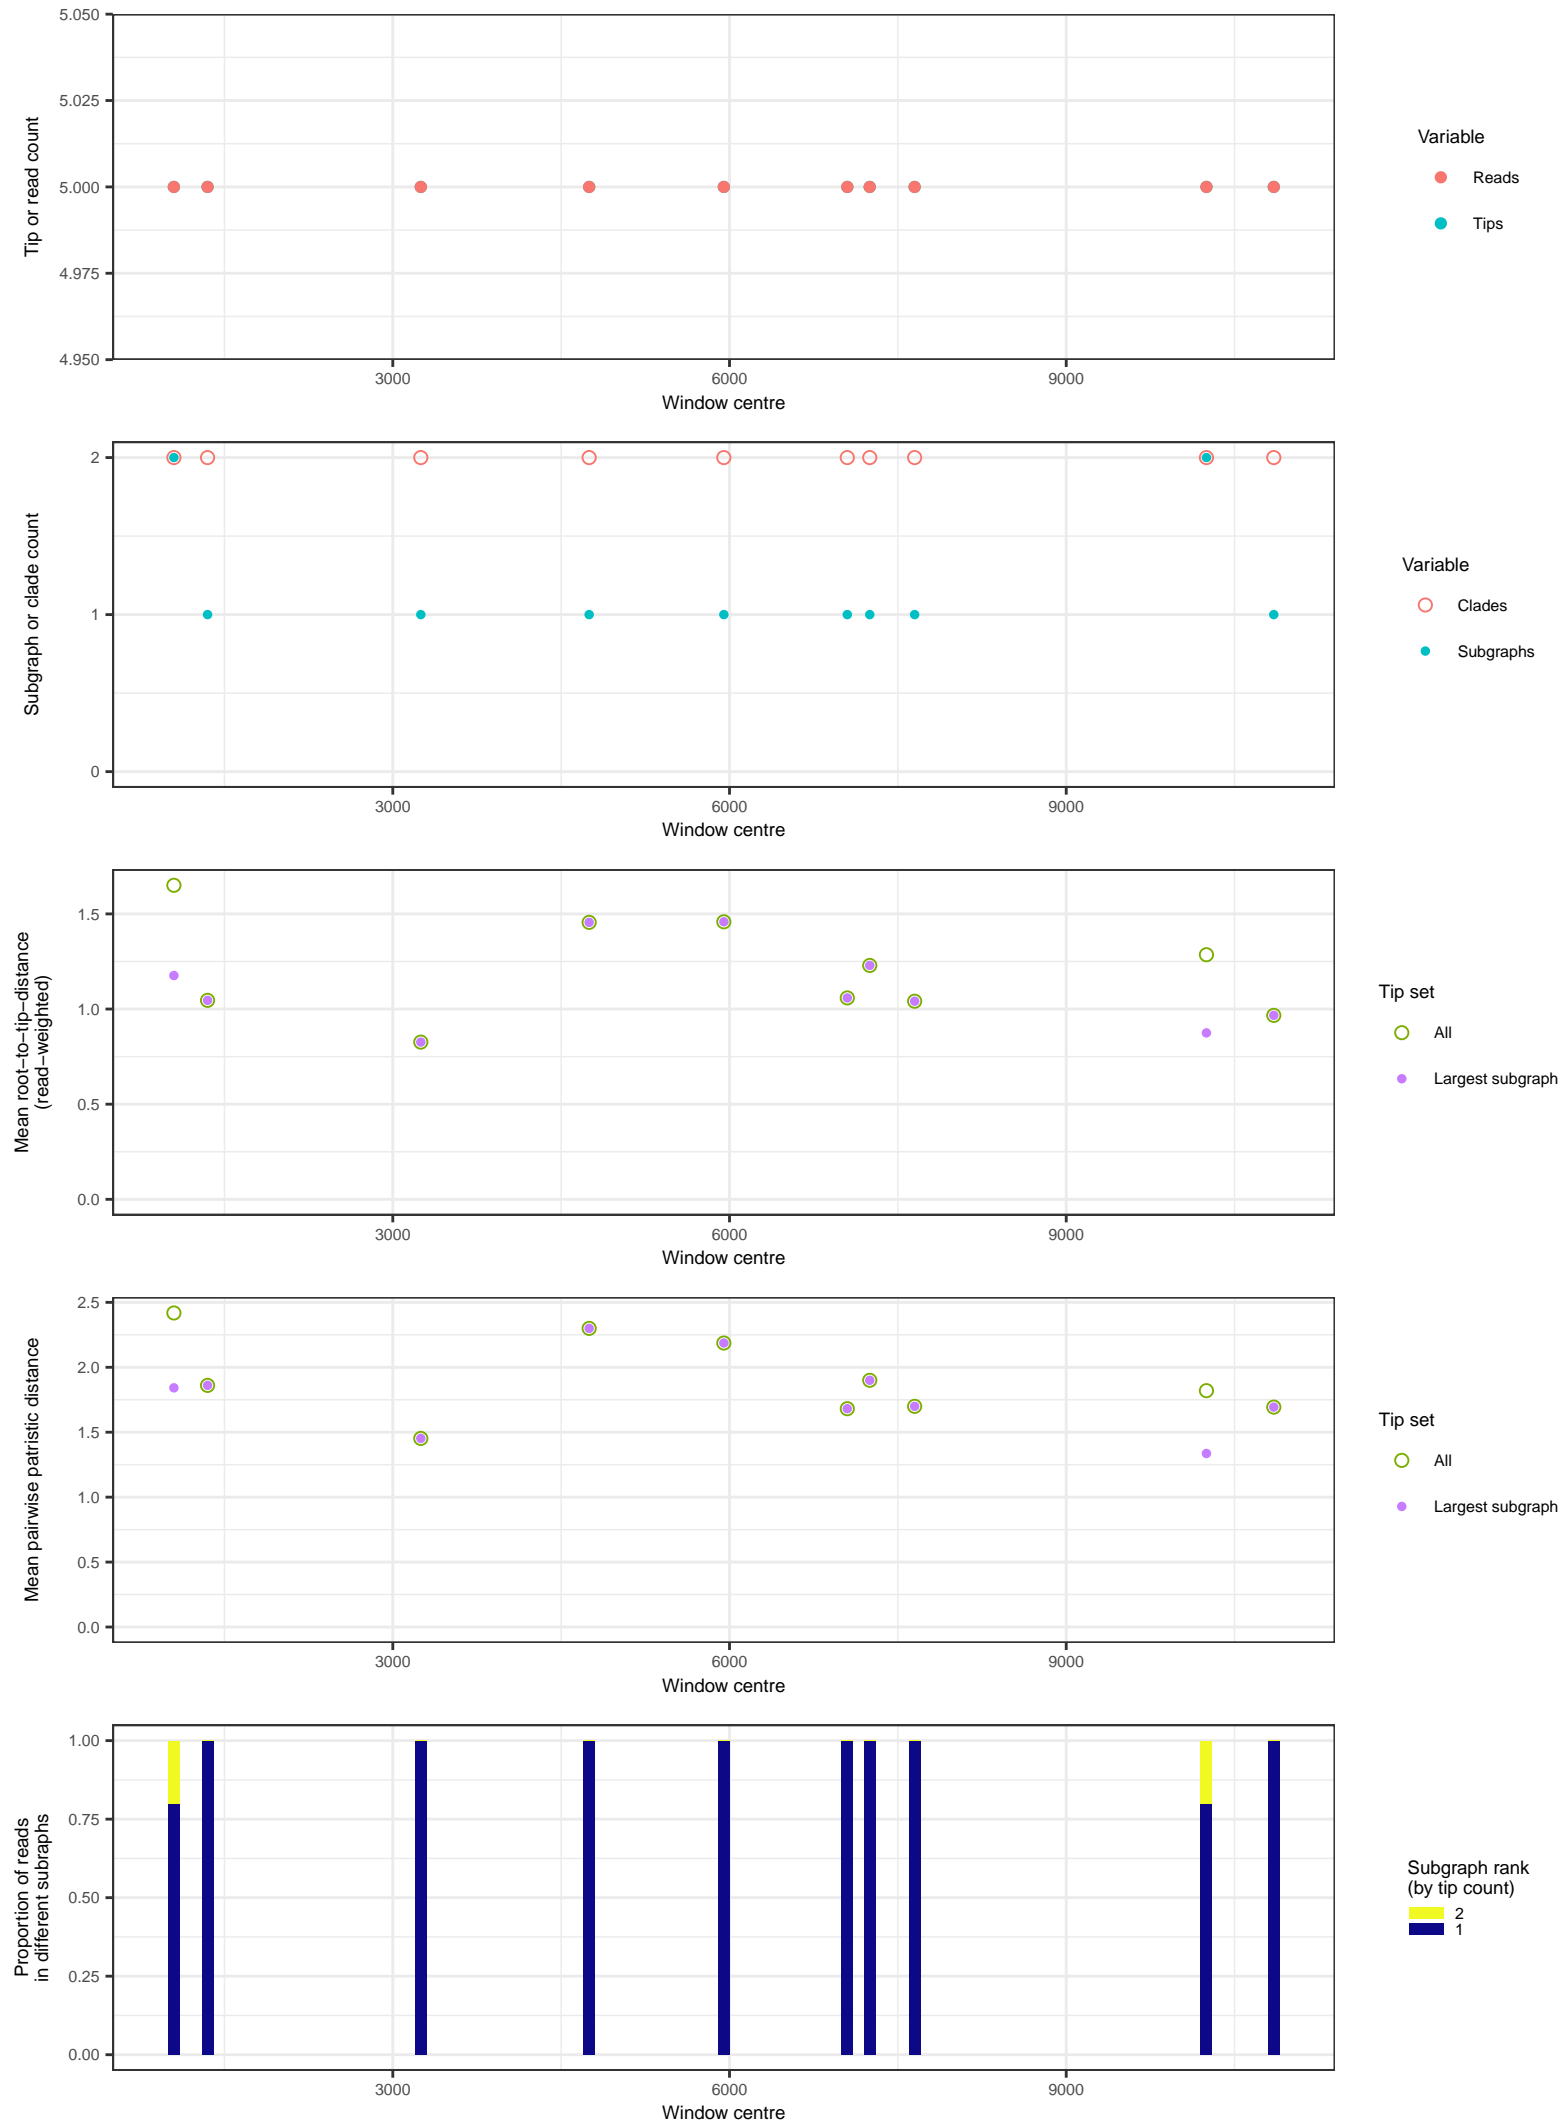 5.050
5.025
5.000
4.975
4.950
Tip or read count
3000 6000 9000
Window centre
Variable
Reads
Tips
2
1
0
Subgraph or clade count
3000 6000 9000
Window centre
Variable
Clades
Subgraphs
1.5
1.0
0.5
0.0
Mean root−to−tip−distance
(read−weighted)
3000 6000 9000
Window centre
Tip set
All
Largest subgraph
2.5
2.0
1.5
1.0
0.5
0.0
Mean pairwise patristic distance
3000 6000 9000
Window centre
Tip set
All
Largest subgraph
1.00
0.75
0.50
0.25
0.00
Proportion of reads
in different subraphs
3000 6000 9000
Window centre
Subgraph rank
(by tip count)
2
1